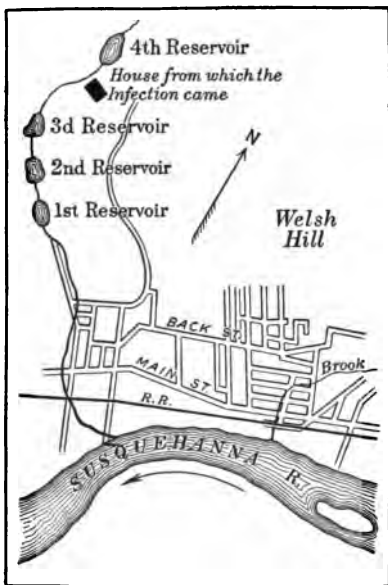 4th Reservoir
House from which the
Infection came
3d Reservoir
2nd Reservoir
1st Reservoir
N
Welsh
Hill
BACK ST.
Brook
MAIN ST.
R.R.
SUSQUEHANNA R.